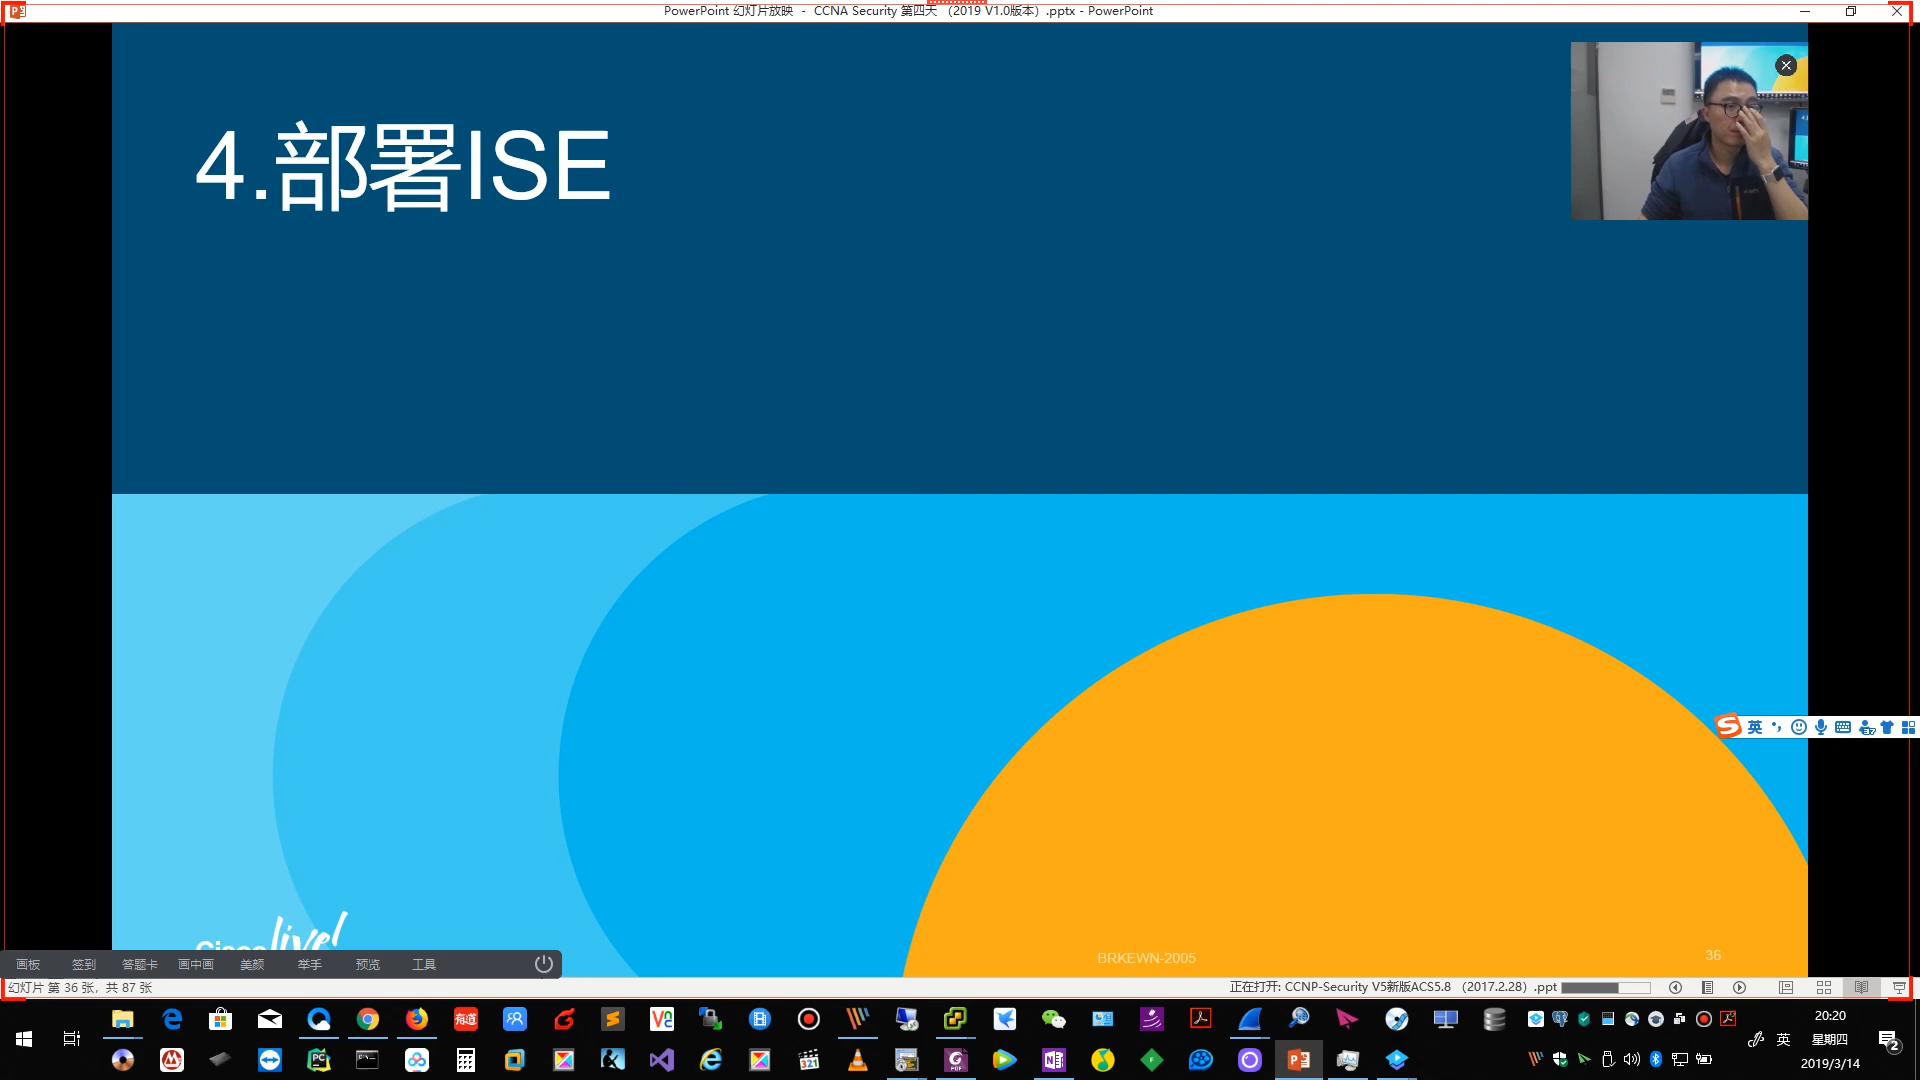 PowerPoint 幻灯片放映 - CCNA Security 第四天 （2019 V1.0版本）.pptx - PowerPoint
4.部署ISE
英
live!
BRKEWN-2005
36
画板 签到 答题卡 画中画 美颜 举手 预览 工具
幻灯片 第 36 张，共 87 张
正在打开: CCNP-Security V5新版ACS5.8 （2017.2.28）.ppt
20:20
英 星期四
2019/3/14
2